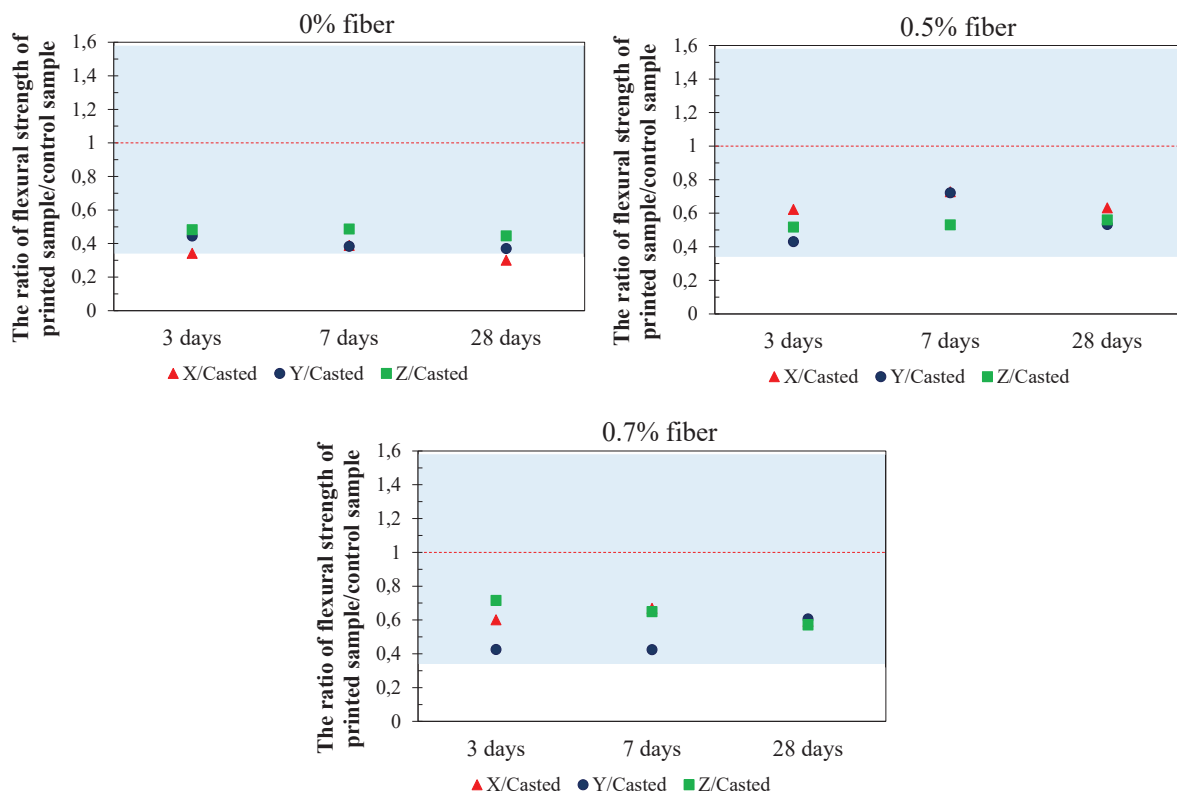 0% fiber
The ratio of flexural strength of
printed sample/control sample
1,6
1,4
1,2
1
0,8
0,6
0,4
0,2
0
3 days
7 days
28 days
X/Casted
Y/Casted
Z/Casted
0.5% fiber
The ratio of flexural strength of
printed sample/control sample
1,6
1,4
1,2
1
0,8
0,6
0,4
0,2
0
3 days
7 days
28 days
X/Casted
Y/Casted
Z/Casted
0.7% fiber
The ratio of flexural strength of
printed sample/control sample
1,6
1,4
1,2
1
0,8
0,6
0,4
0,2
0
3 days
7 days
28 days
X/Casted
Y/Casted
Z/Casted